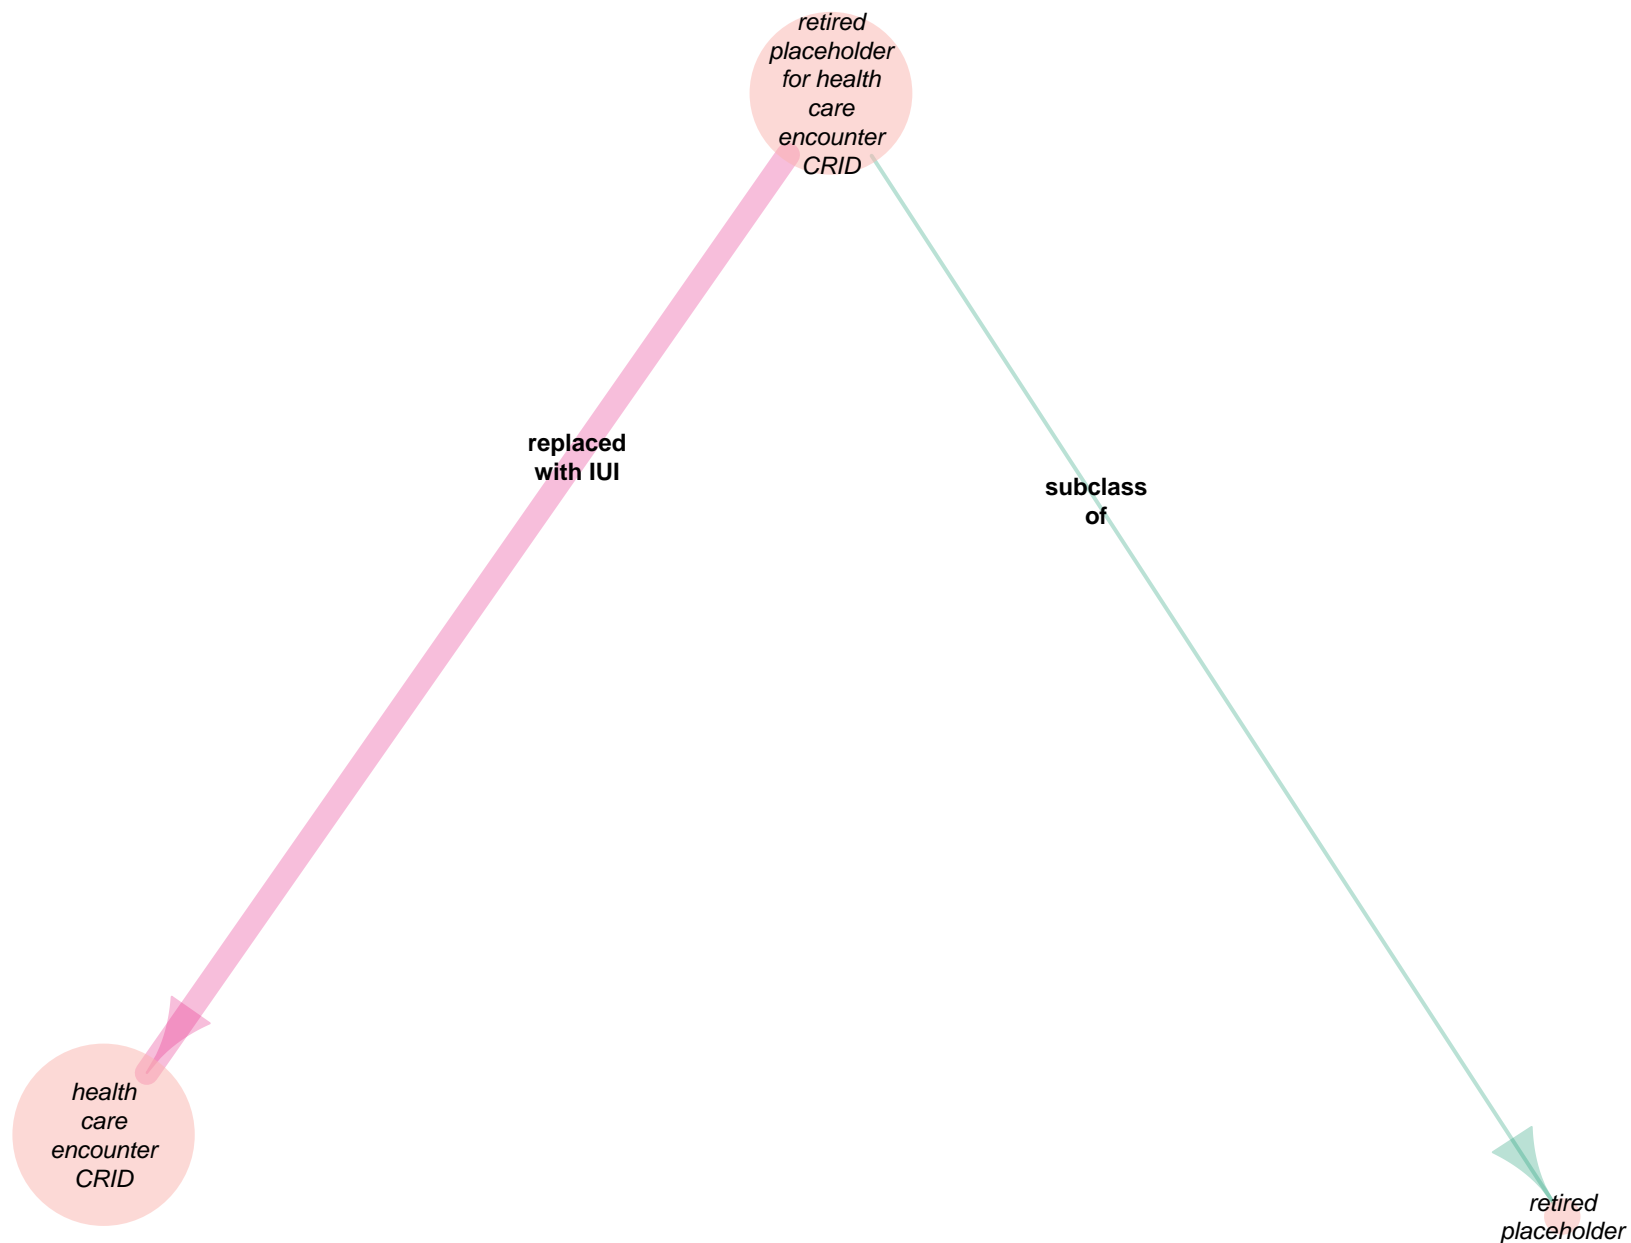 retired
placeholder
for health
care
encounter
CRID
replaced
with IUI
subclass
of
health
care
encounter
CRID
retired
placeholder